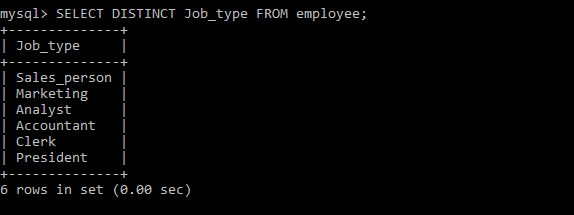 mysql> SELECT DISTINCT Job_type FROM employee;
+--------------+
| Job_type     |
+--------------+
| Sales_person |
| Marketing    |
| Analyst      |
| Accountant   |
| Clerk        |
| President    |
+--------------+
6 rows in set (0.00 sec)